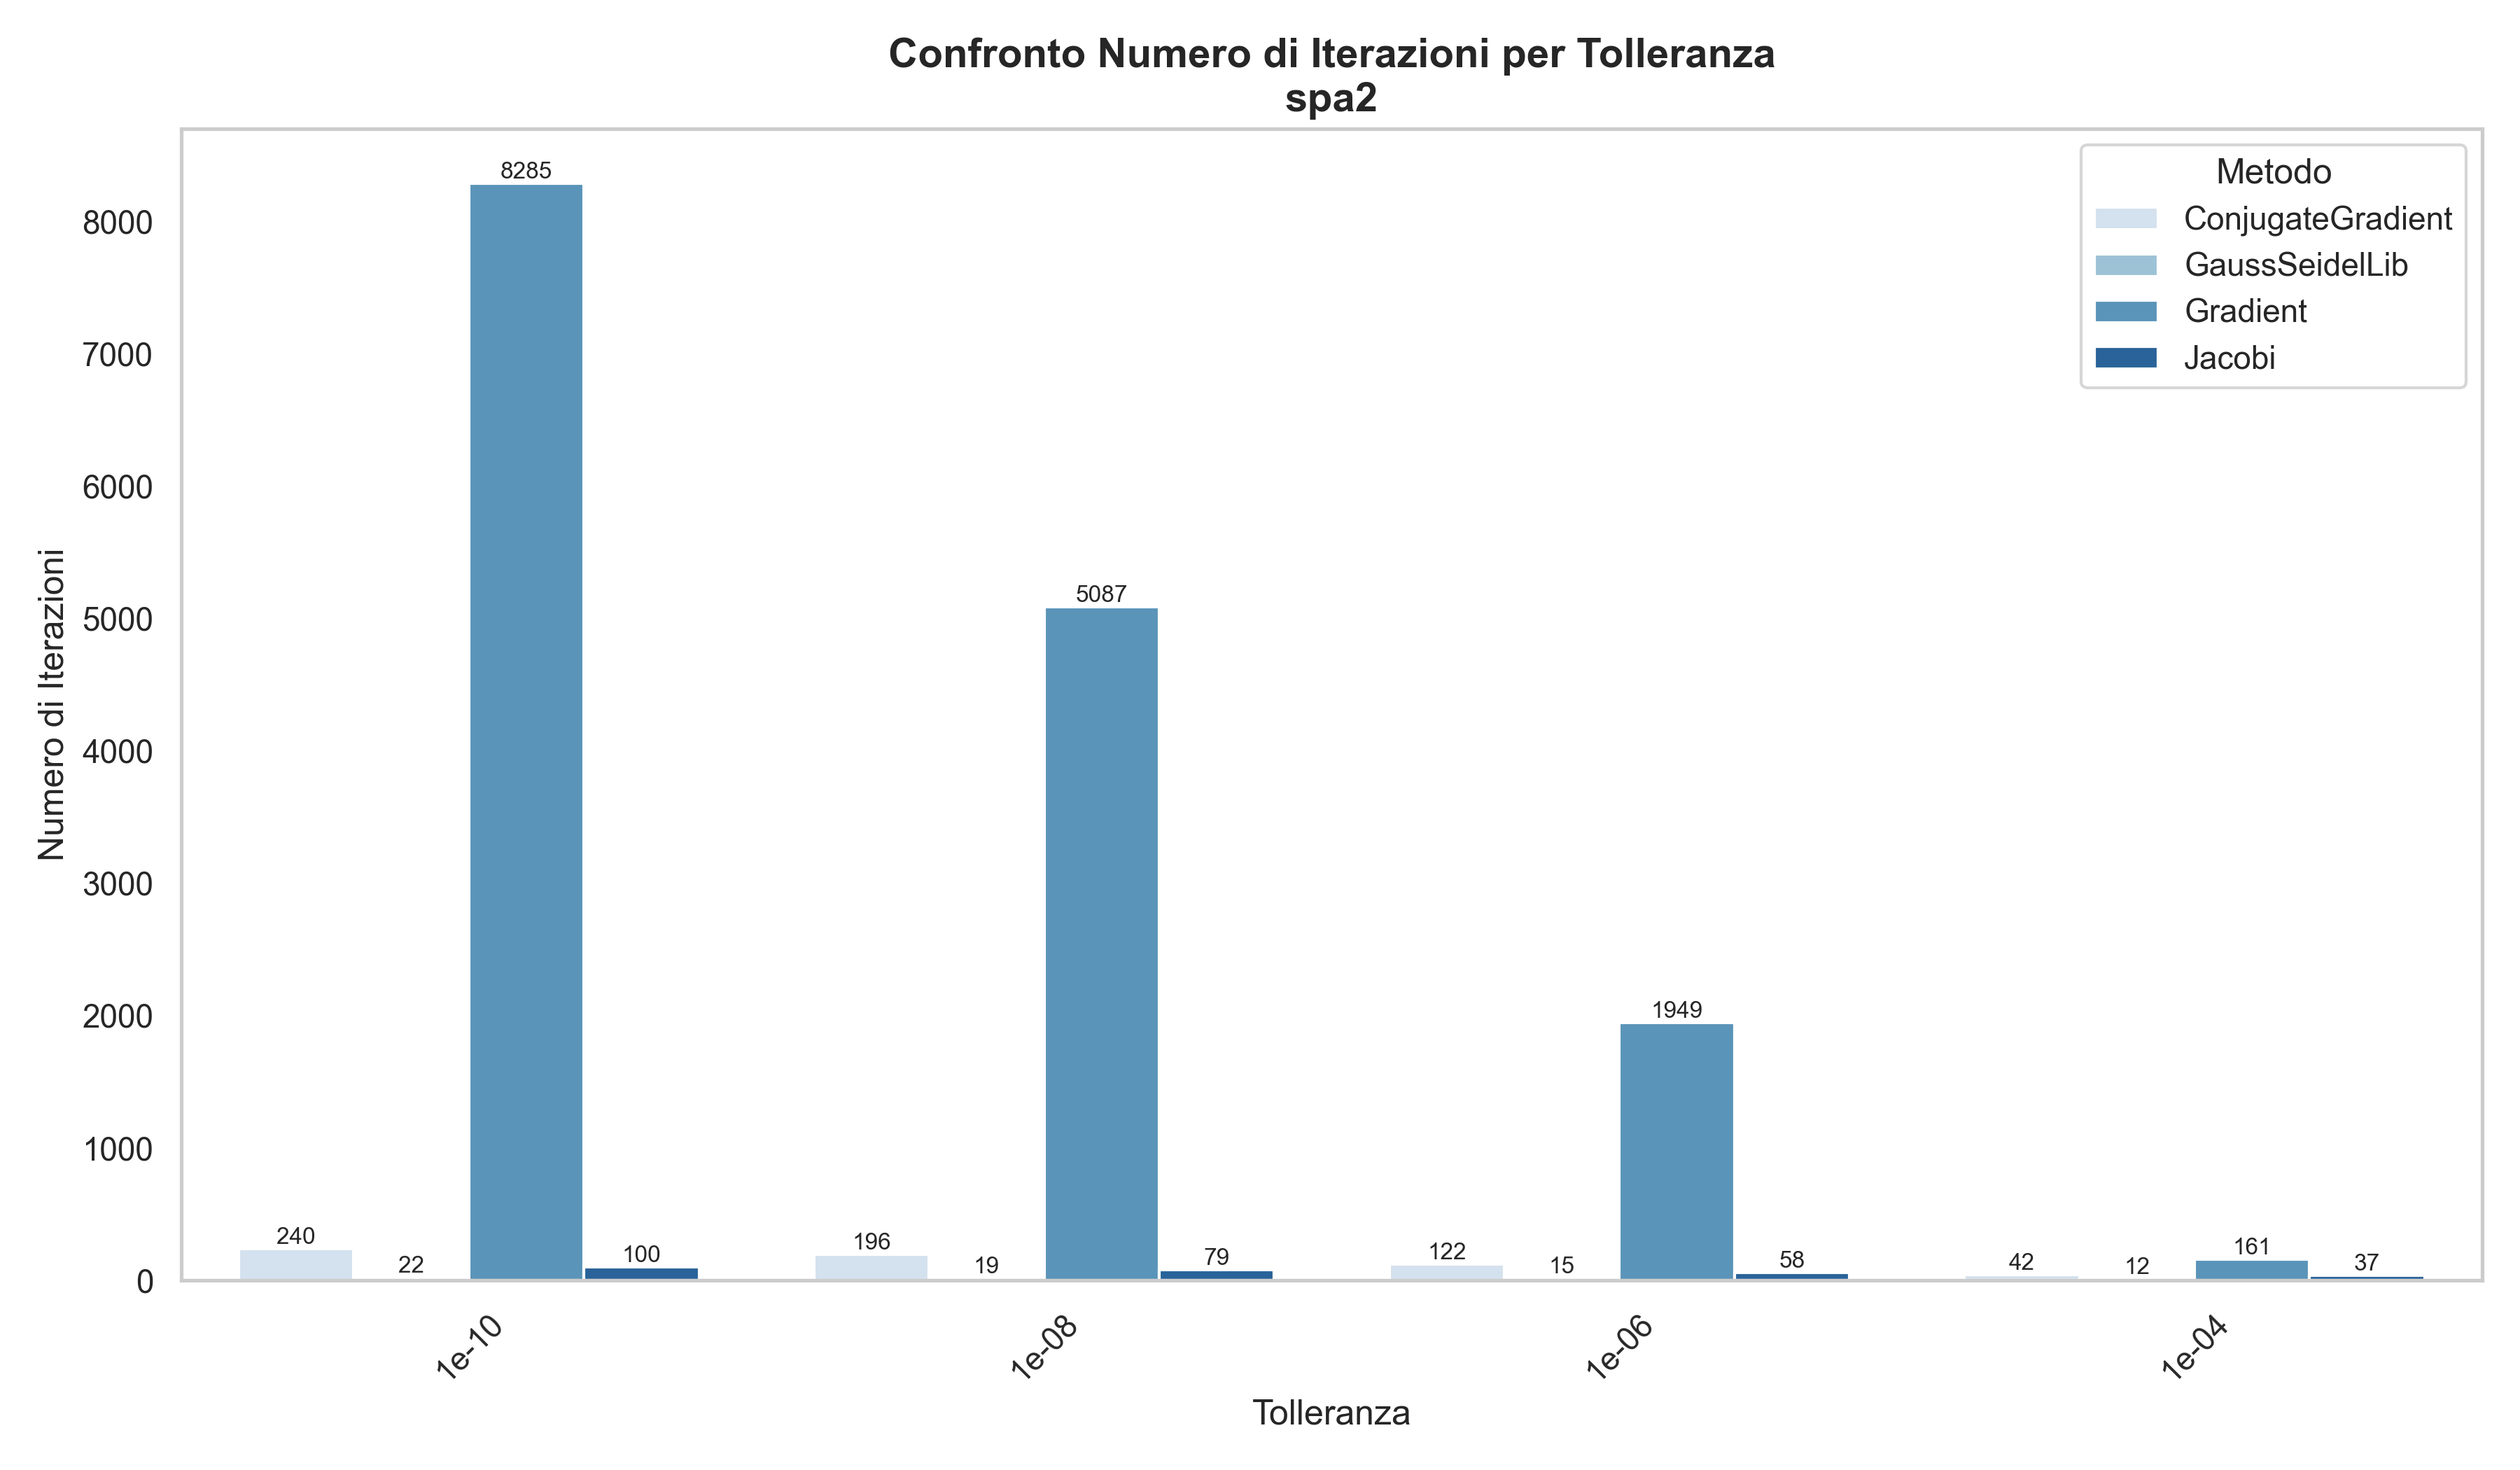 Confronto Numero di Iterazioni per Tolleranza
spa2
Metodo
ConjugateGradient
GaussSeidelLib
Gradient
Jacobi
Numero di Iterazioni
8000
7000
6000
5000
4000
3000
2000
1000
0
240
22
8285
100
196
19
5087
79
122
15
1949
58
42
12
161
37
1e-10
1e-08
1e-06
1e-04
Tolleranza